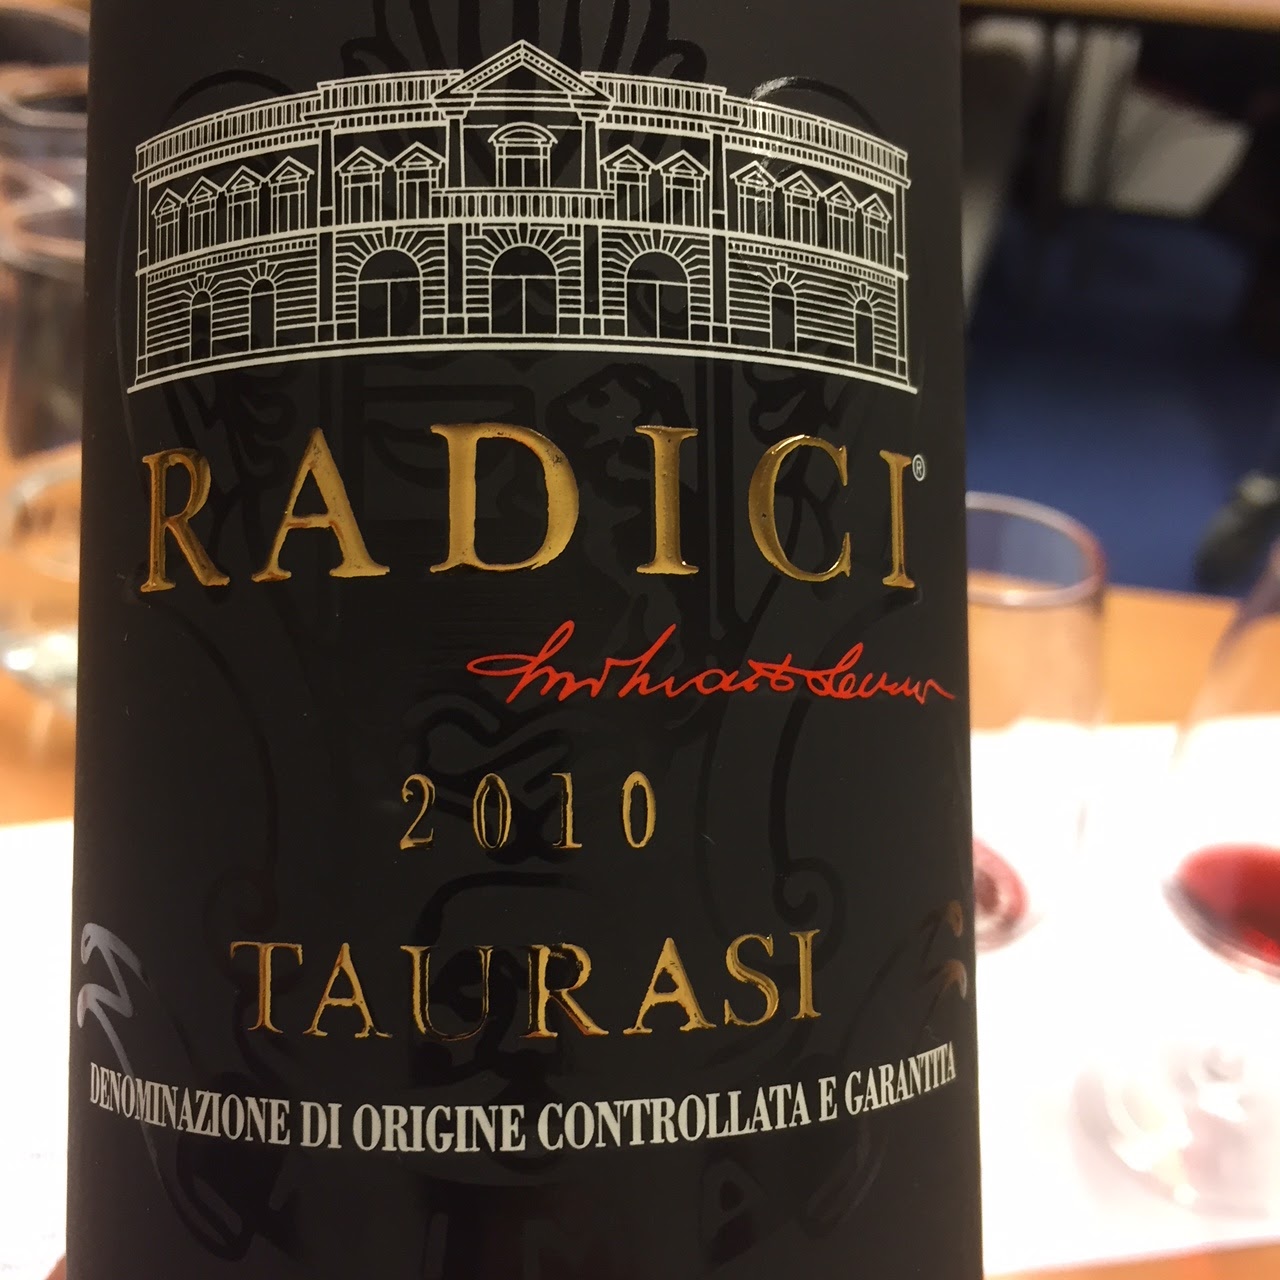 RADICI®
2010
TAURASI
DENOMINAZIONE DI ORIGINE CONTROLLATA E GARANTITA